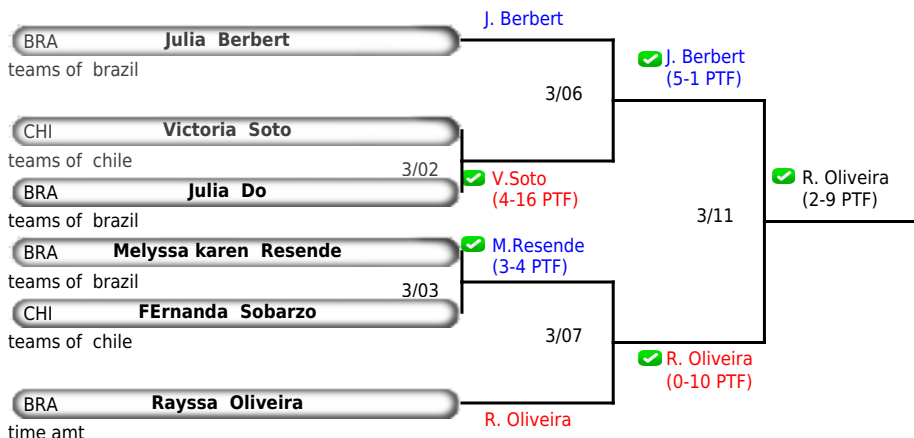 J. Berbert
BRA Julia Berbert
teams of brazil
J. Berbert
(5-1 PTF)
3/06
CHI Victoria Soto
teams of chile
3/02
V.Soto
(4-16 PTF)
BRA Julia Do
teams of brazil
R. Oliveira
(2-9 PTF)
3/11
BRA Melyssa karen Resende
teams of brazil
M.Resende
(3-4 PTF)
3/03
CHI FErnanda Sobarzo
teams of chile
3/07
R. Oliveira
(0-10 PTF)
BRA Rayssa Oliveira
time amt
R. Oliveira